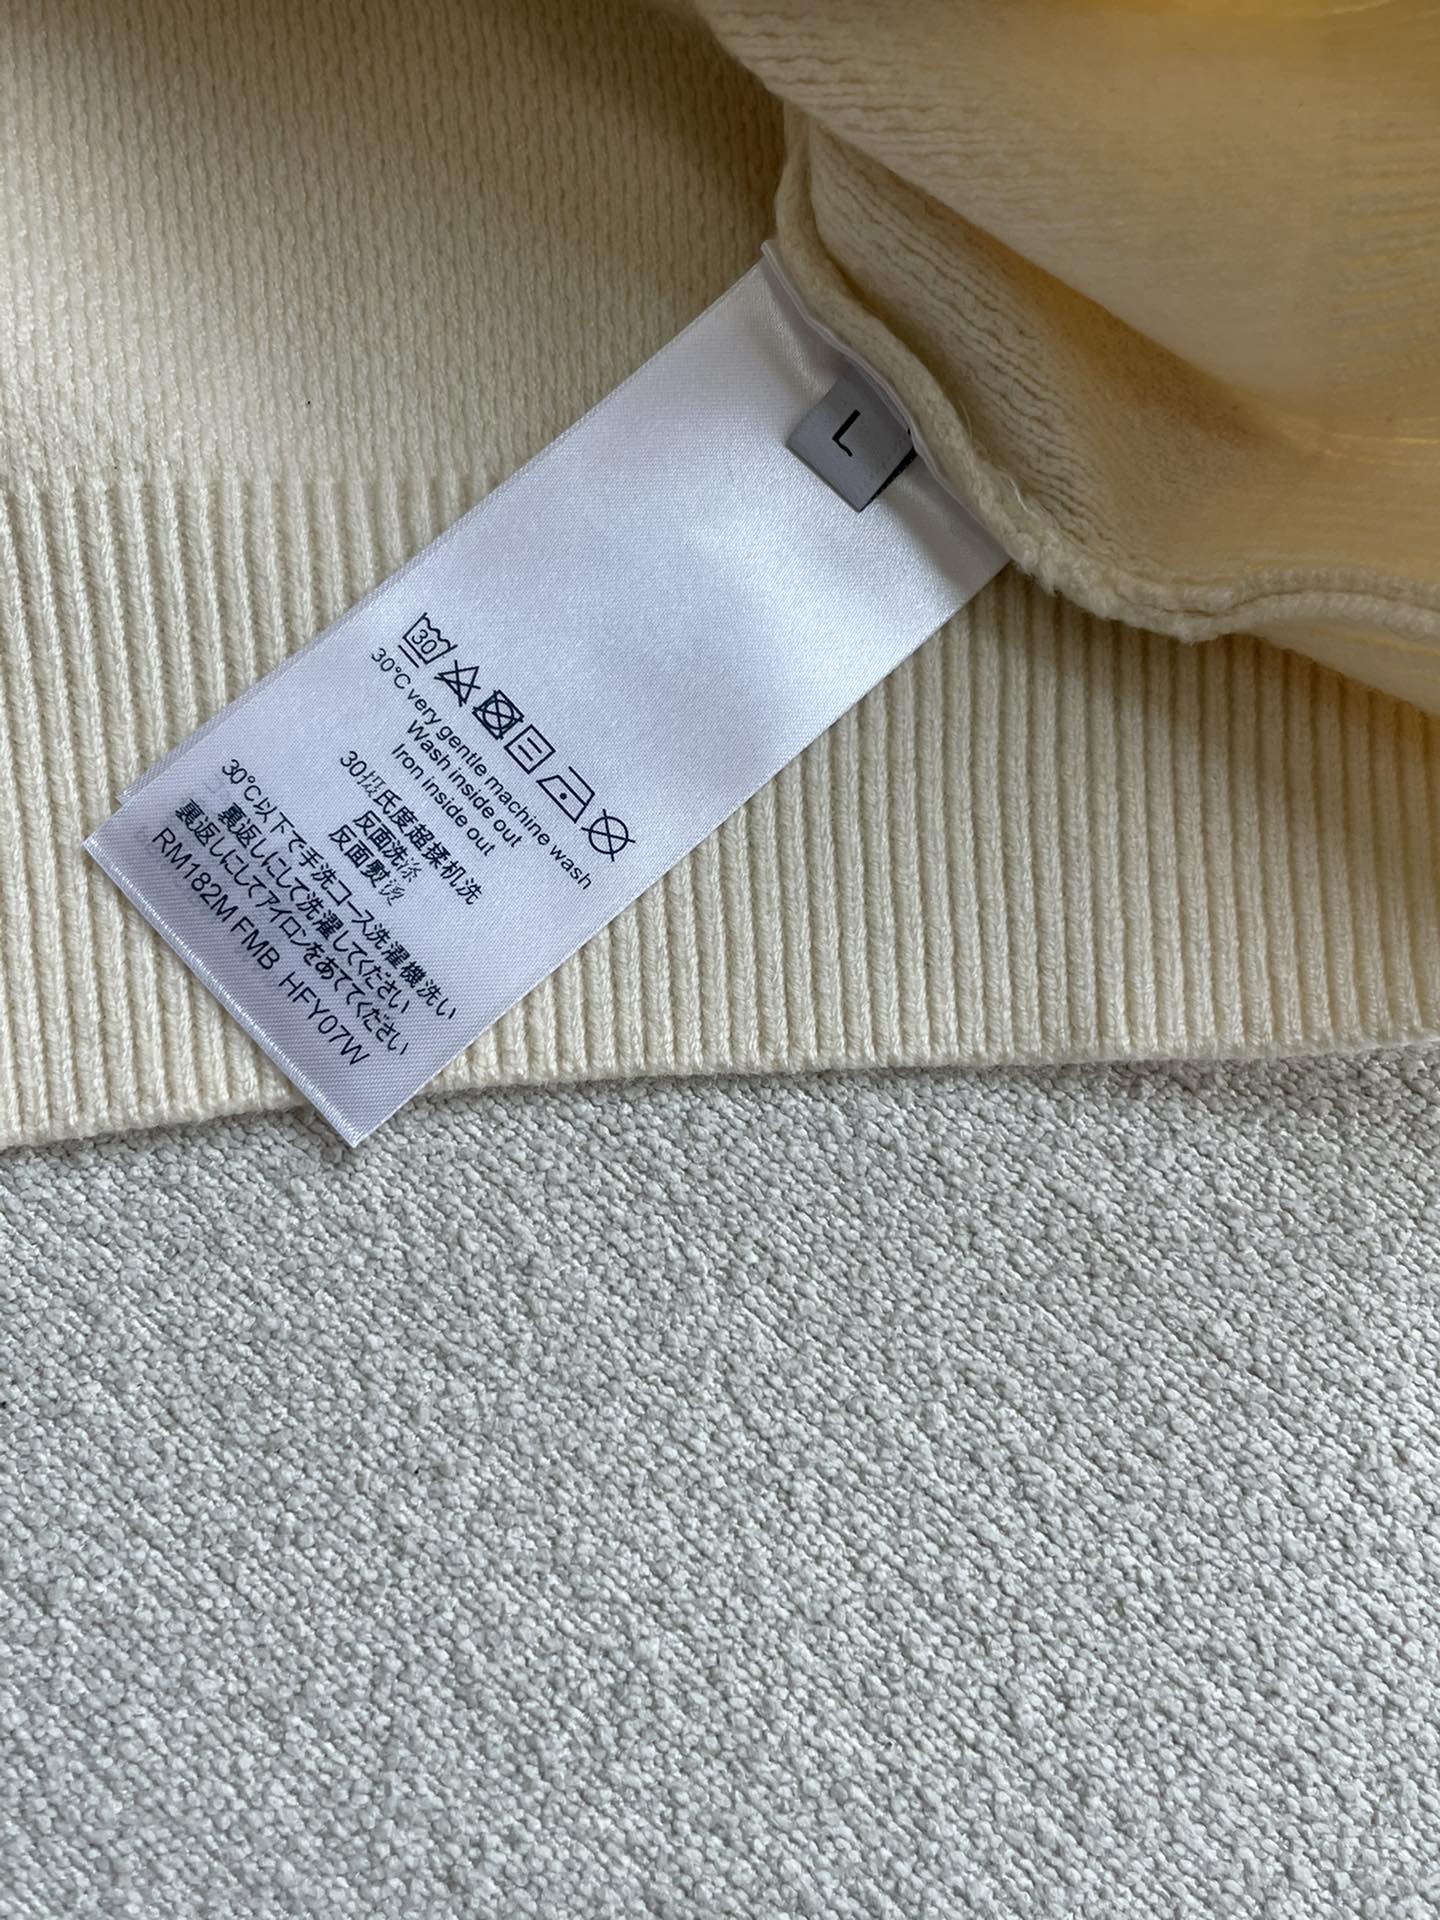 L
30
30°C very gentle machine wash
Wash inside out
Iron inside out
30摄氏度超揉机洗
反面洗涤
反面熨烫
30°C以下で手洗コース洗濯機洗い
裏返しにして洗濯してください
裏返しにしてアイロンをあててください
RM182M FMB HFY07W